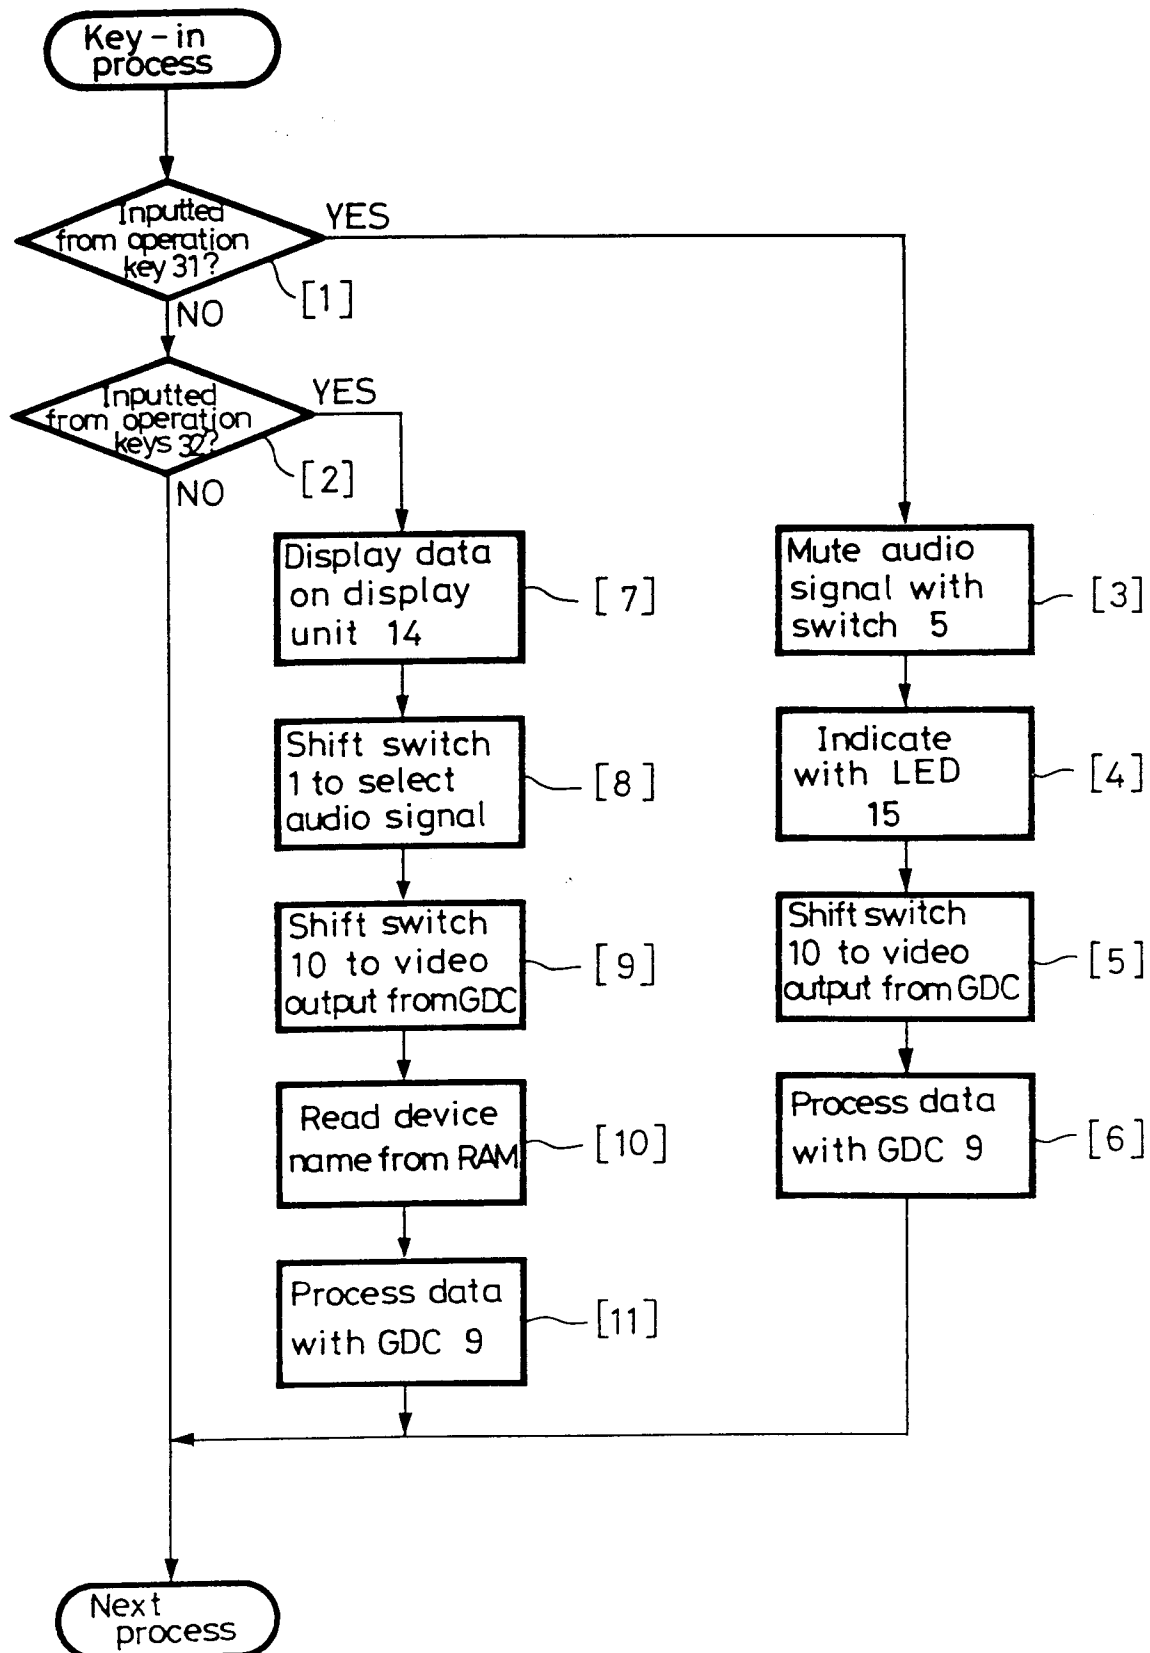 Key-in
process
Inputted
from operation
key 31?
YES
[1]
NO
Inputted
from operation
keys 32?
YES
[2]
NO
Display data
on display
unit 14
[7]
Shift switch
1 to select
audio signal
[8]
Shift switch
10 to video
output from GDC
[9]
Read device
name from RAM
[10]
Process data
with GDC 9
[11]
Mute audio
signal with
switch 5
[3]
Indicate
with LED
15
[4]
Shift switch
10 to video
output from GDC
[5]
Process data
with GDC 9
[6]
Next
process